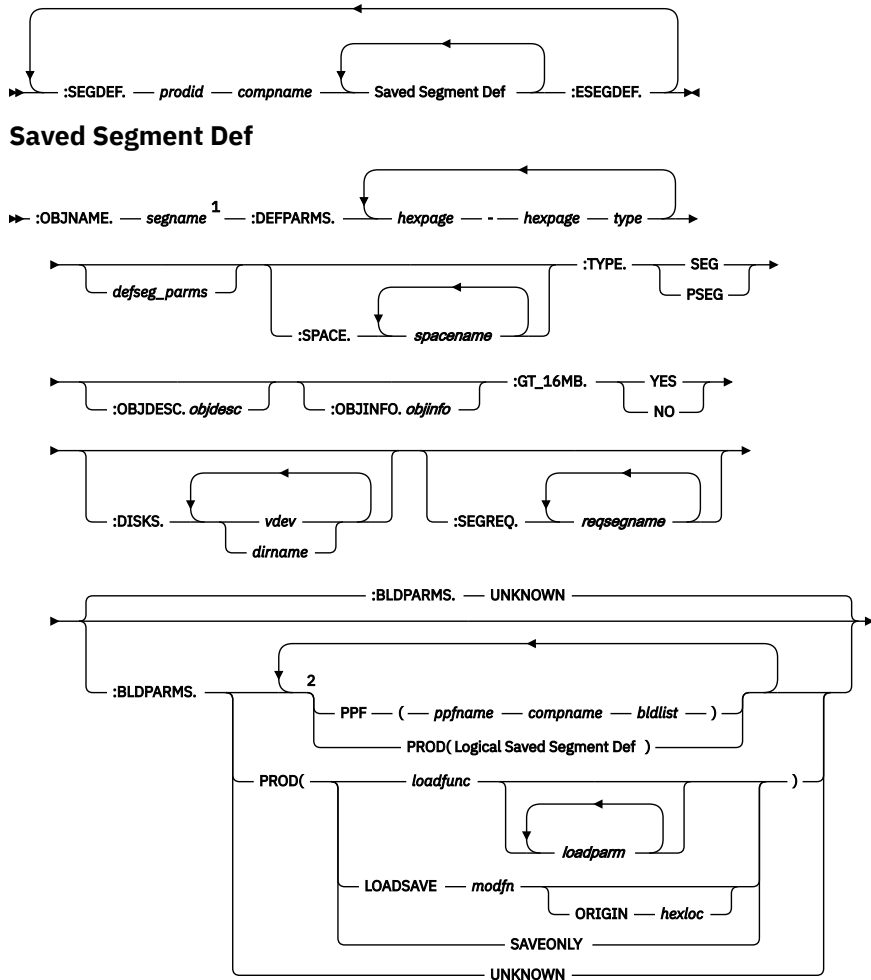 :SEGDEF. prodid compname Saved Segment Def :ESEGDEF.
Saved Segment Def
:OBJNAME. segname 1 :DEFPARMS. hexpage - hexpage type
defseg_parms :SPACE. spacename :TYPE. SEG
PSEG
:OBJDESC. objdesc :OBJINFO. objinfo :GT_16MB. YES
NO
:DISKS. vdev :SEGREQ. reqsegname
dirname
:BLDPARMS. UNKNOWN
:BLDPARMS. 2
PPF ( ppfname compname bldlist )
PROD( Logical Saved Segment Def )
PROD( loadfunc )
loadparm
LOADSAVE modfn
ORIGIN hexloc
SAVEONLY
UNKNOWN